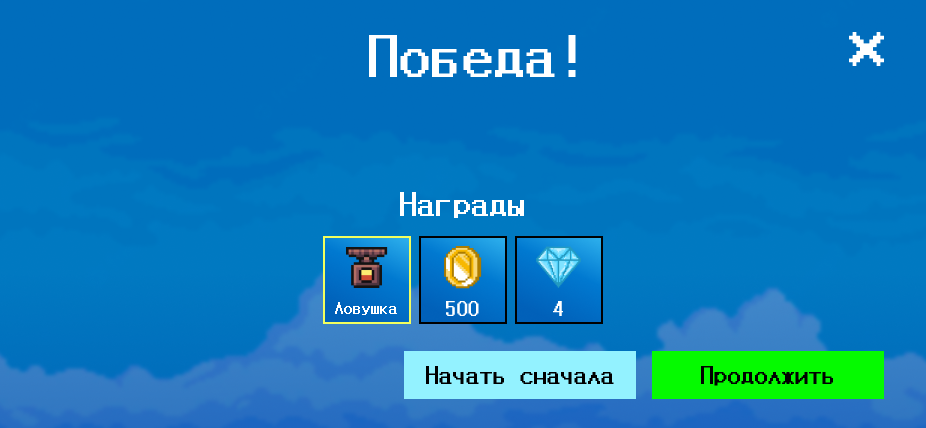 Победа!
Награды
Ловушка
500
4
Начать сначала
Продолжить